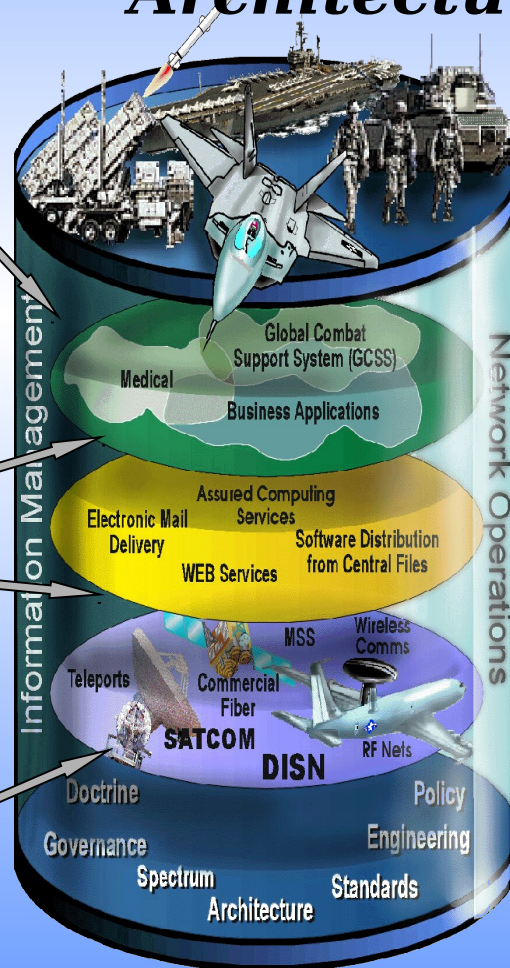 Information Management
Network Operations
Global Combat
Support System (GCSS)
Medical
Business Applications
Assured Computing
Services
Electronic Mail
Delivery
Software Distribution
from Central Files
WEB Services
MSS
Wireless
Comms
Teleports
Commercial
Fiber
SATCOM
RF Nets
DISN
Doctrine
Policy
Governance
Engineering
Spectrum
Standards
Architecture